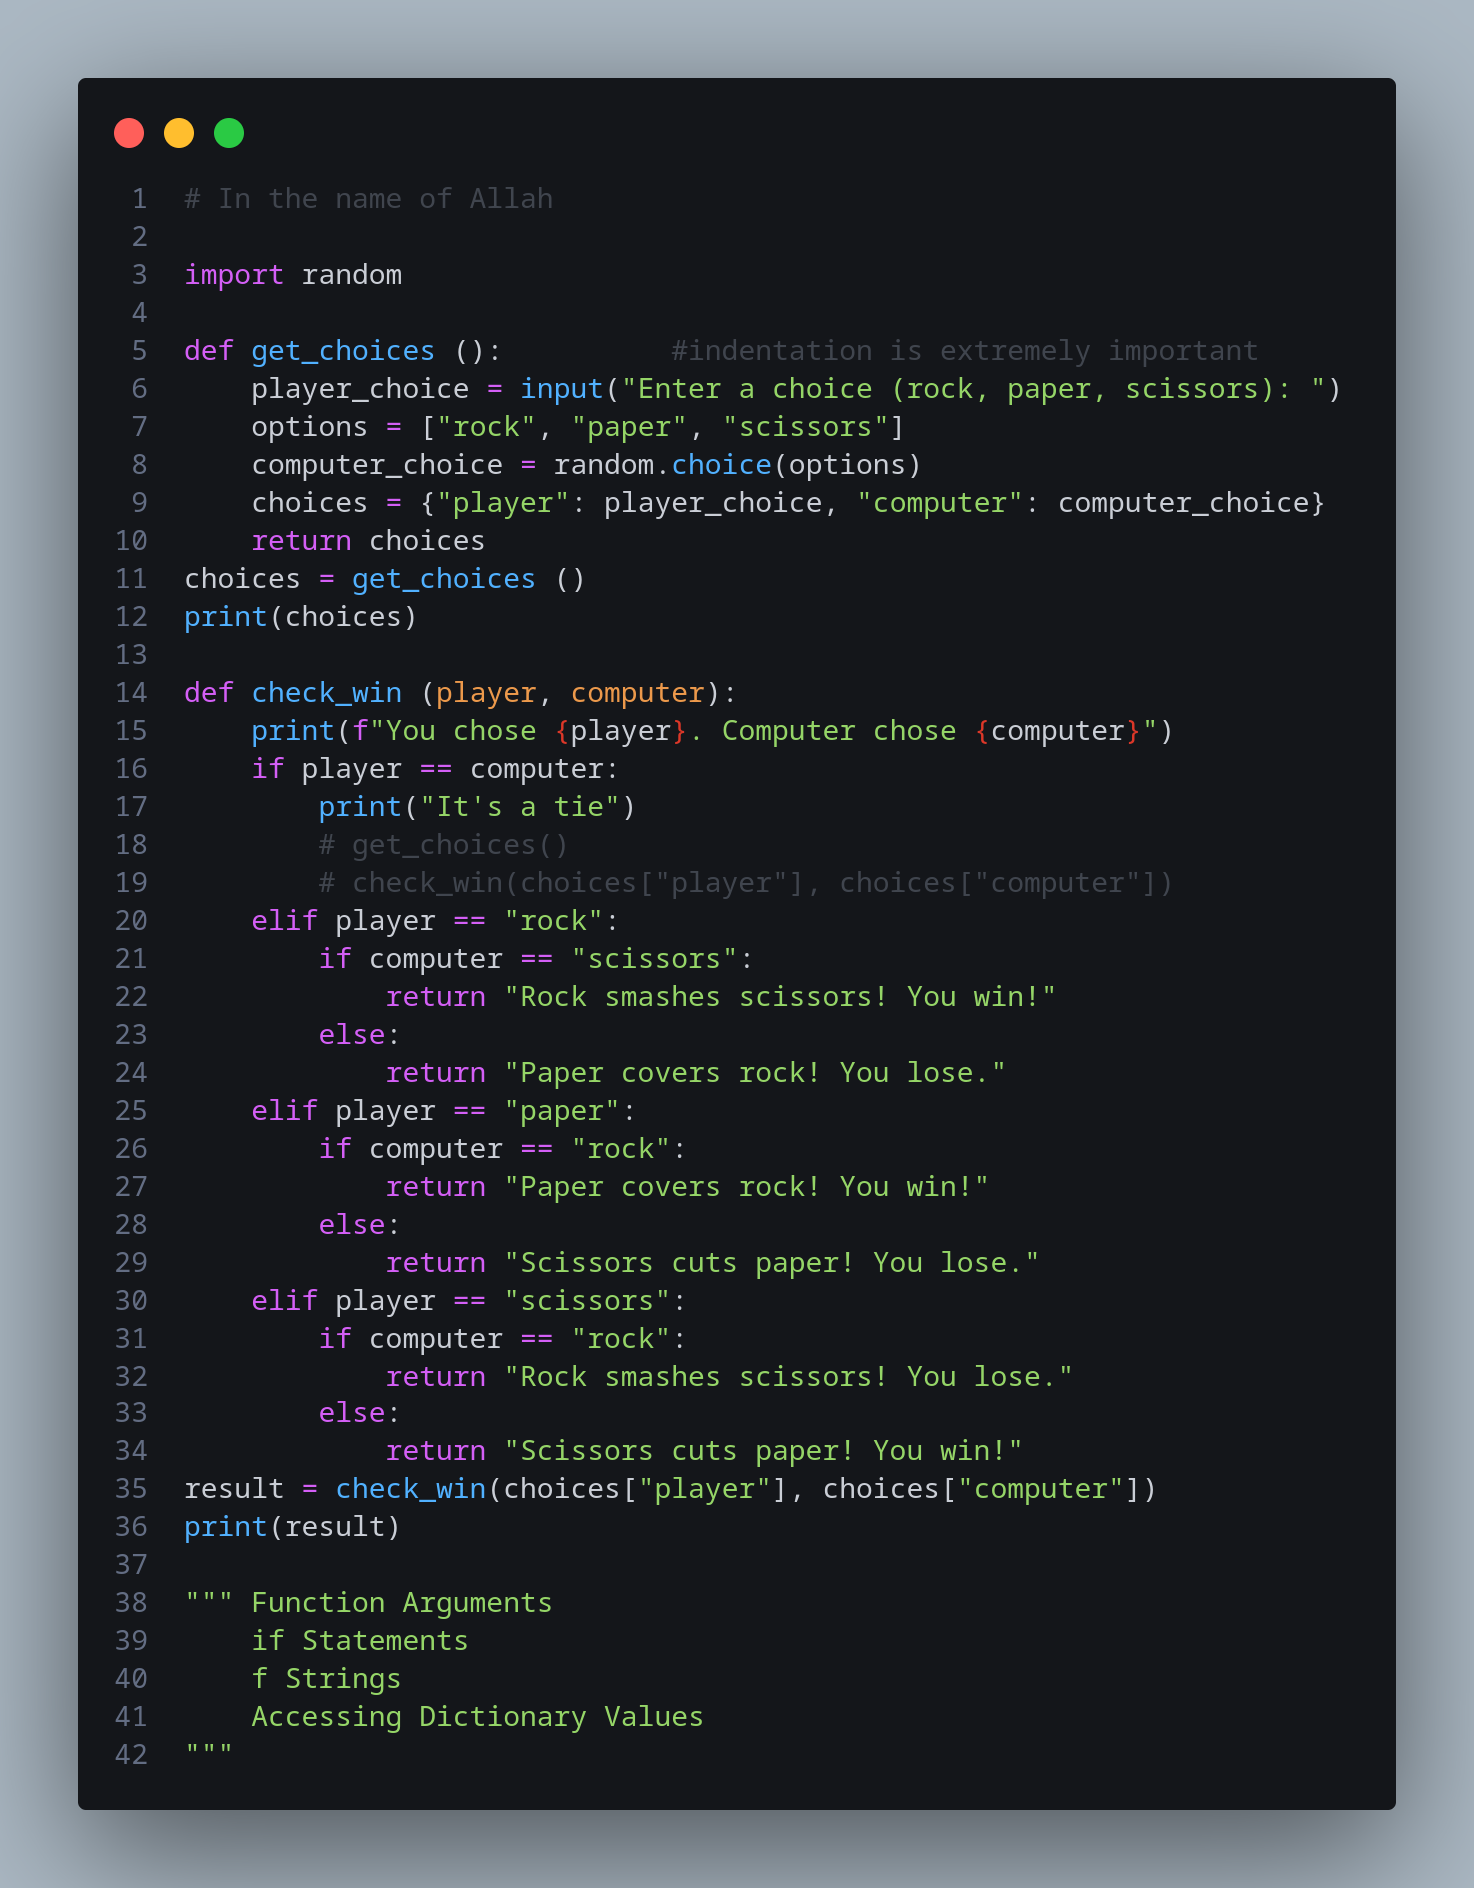 1 # In the name of Allah
2
3 import random
4
5 def get_choices ():          #indentation is extremely important
6     player_choice = input("Enter a choice (rock, paper, scissors): ")
7     options = ["rock", "paper", "scissors"]
8     computer_choice = random.choice(options)
9     choices = {"player": player_choice, "computer": computer_choice}
10     return choices
11 choices = get_choices ()
12 print(choices)
13
14 def check_win (player, computer):
15     print(f"You chose {player}. Computer chose {computer}")
16     if player == computer:
17         print("It's a tie")
18         # get_choices()
19         # check_win(choices["player"], choices["computer"])
20     elif player == "rock":
21         if computer == "scissors":
22             return "Rock smashes scissors! You win!"
23         else:
24             return "Paper covers rock! You lose."
25     elif player == "paper":
26         if computer == "rock":
27             return "Paper covers rock! You win!"
28         else:
29             return "Scissors cuts paper! You lose."
30     elif player == "scissors":
31         if computer == "rock":
32             return "Rock smashes scissors! You lose."
33         else:
34             return "Scissors cuts paper! You win!"
35 result = check_win(choices["player"], choices["computer"])
36 print(result)
37
38 """ Function Arguments
39     if Statements
40     f Strings
41     Accessing Dictionary Values
42 """